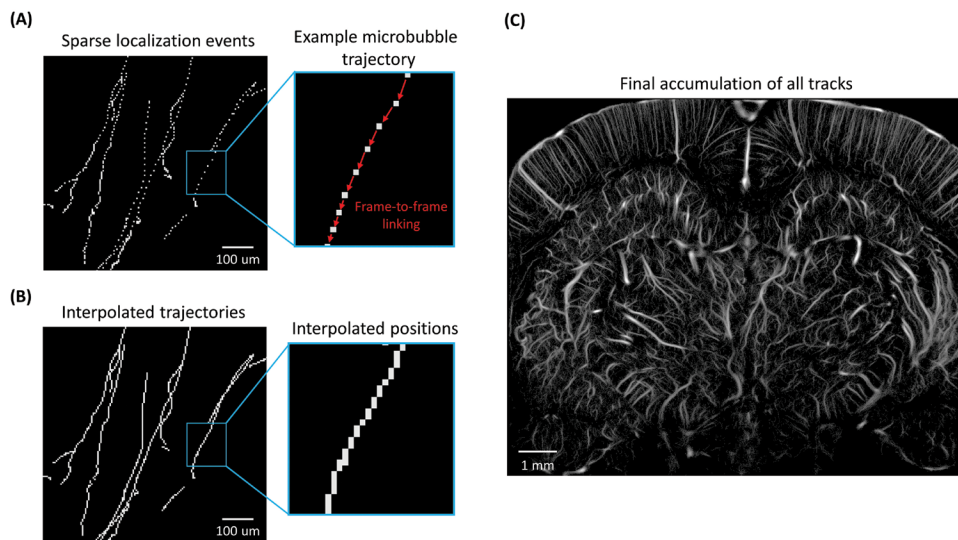 (A)
Sparse localization events
Example microbubble
trajectory
Frame-to-frame
linking
100 um
(B)
Interpolated trajectories
Interpolated positions
100 um
(C)
Final accumulation of all tracks
1 mm